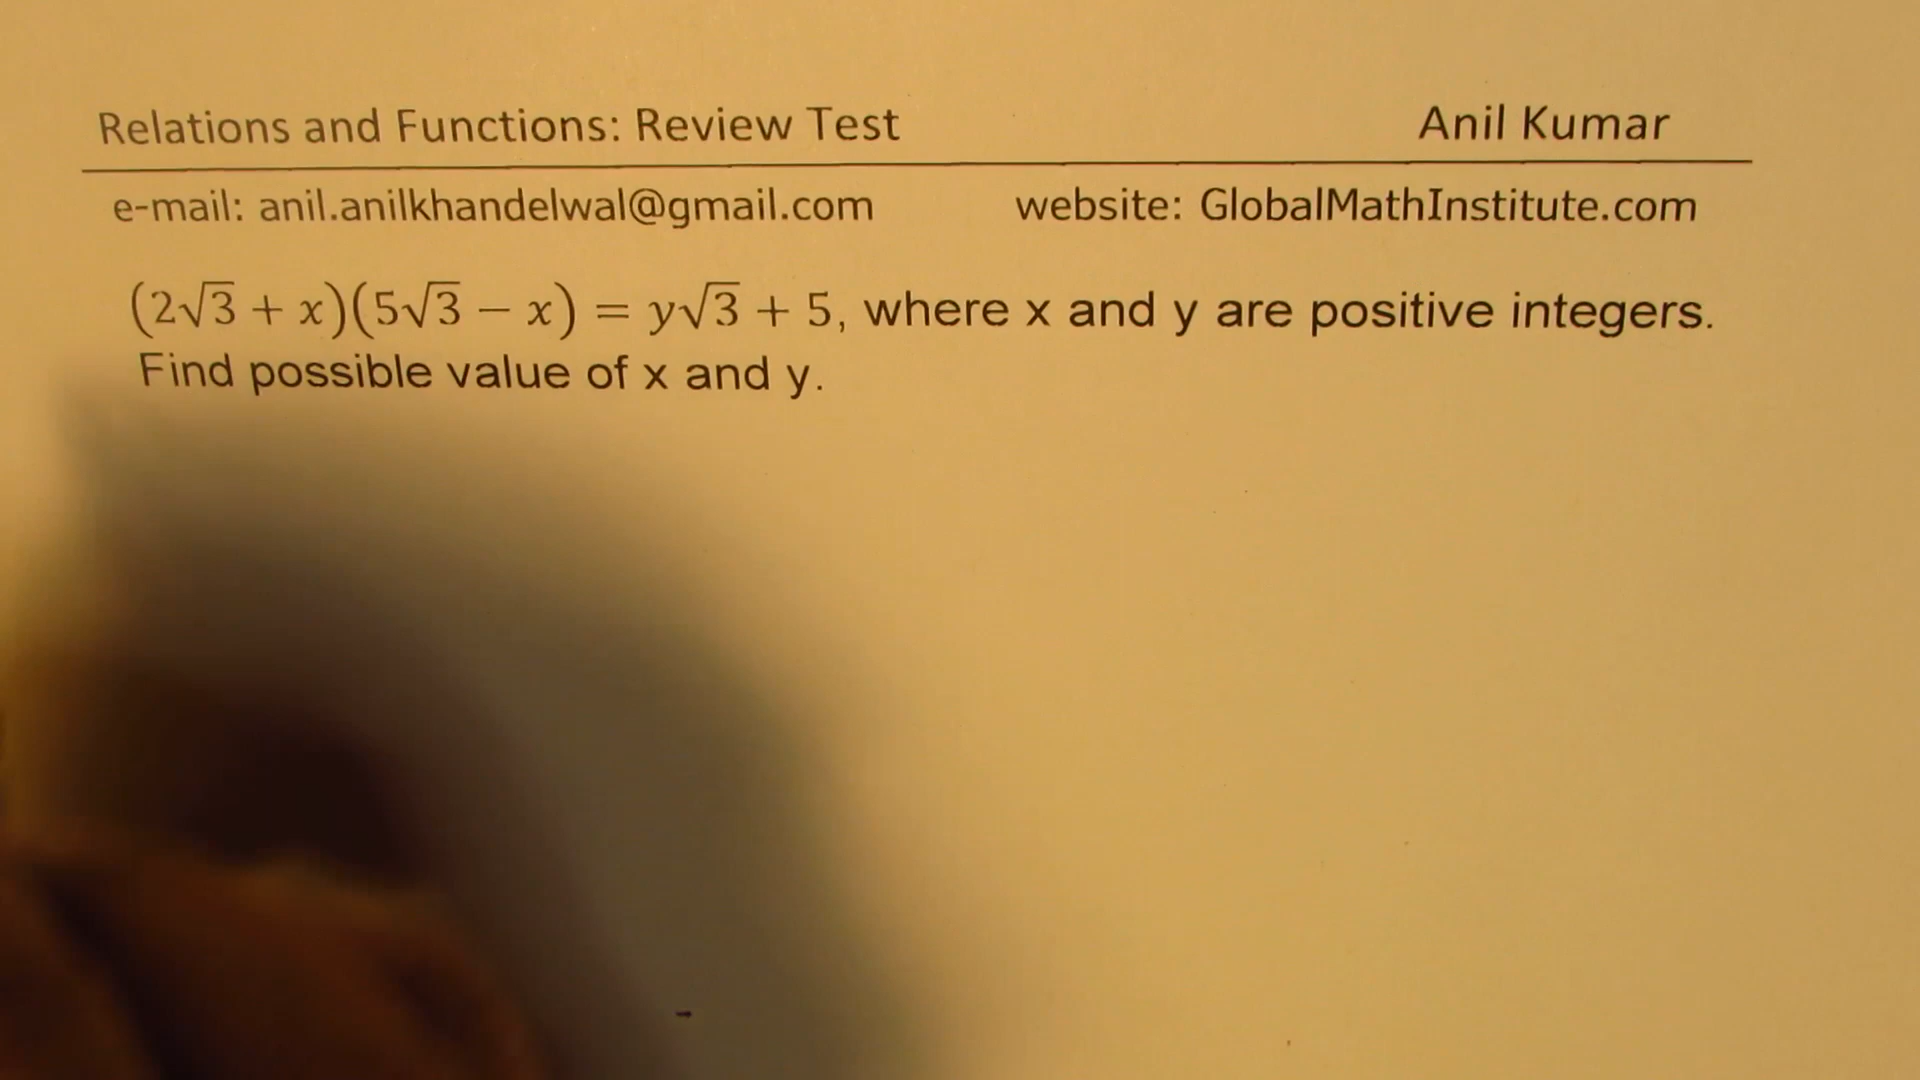 Relations and Functions: Review Test Anil Kumar
e-mail: anil.anilkhandelwal@gmail.com website: GlobalMathInstitute.com
(2√3 + x)(5√3 − x) = y√3 + 5, where x and y are positive integers.
Find possible value of x and y.